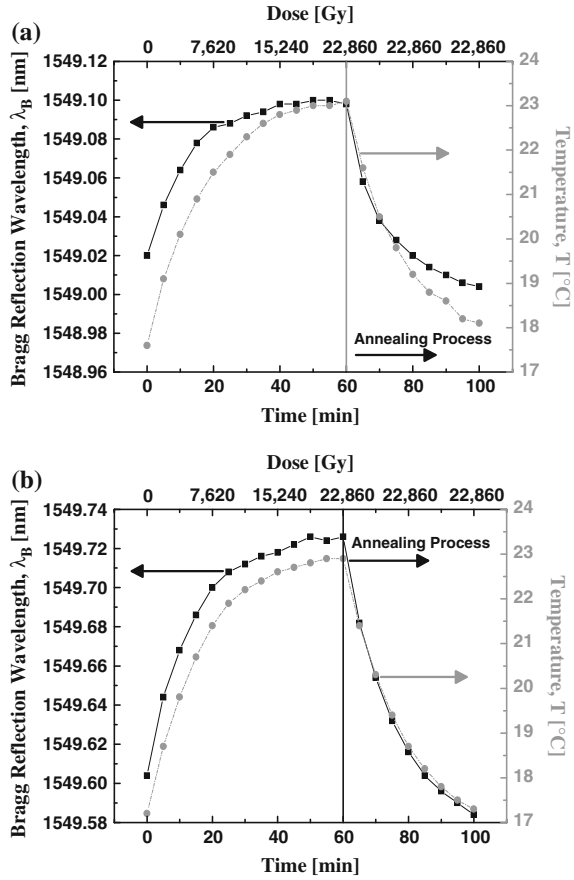 (a)
Dose [Gy]
0 7,620 15,240 22,860 22,860 22,860
Bragg Reflection Wavelength, λB [nm]
1549.12
1549.10
1549.08
1549.06
1549.04
1549.02
1549.00
1548.98
1548.96
24
23
22
21
20
19
18
17
Temperature, T [°C]
Annealing Process
0 20 40 60 80 100
Time [min]
(b)
Dose [Gy]
0 7,620 15,240 22,860 22,860 22,860
Bragg Reflection Wavelength, λB [nm]
1549.74
1549.72
1549.70
1549.68
1549.66
1549.64
1549.62
1549.60
1549.58
24
23
22
21
20
19
18
17
Temperature, T [°C]
Annealing Process
0 20 40 60 80 100
Time [min]